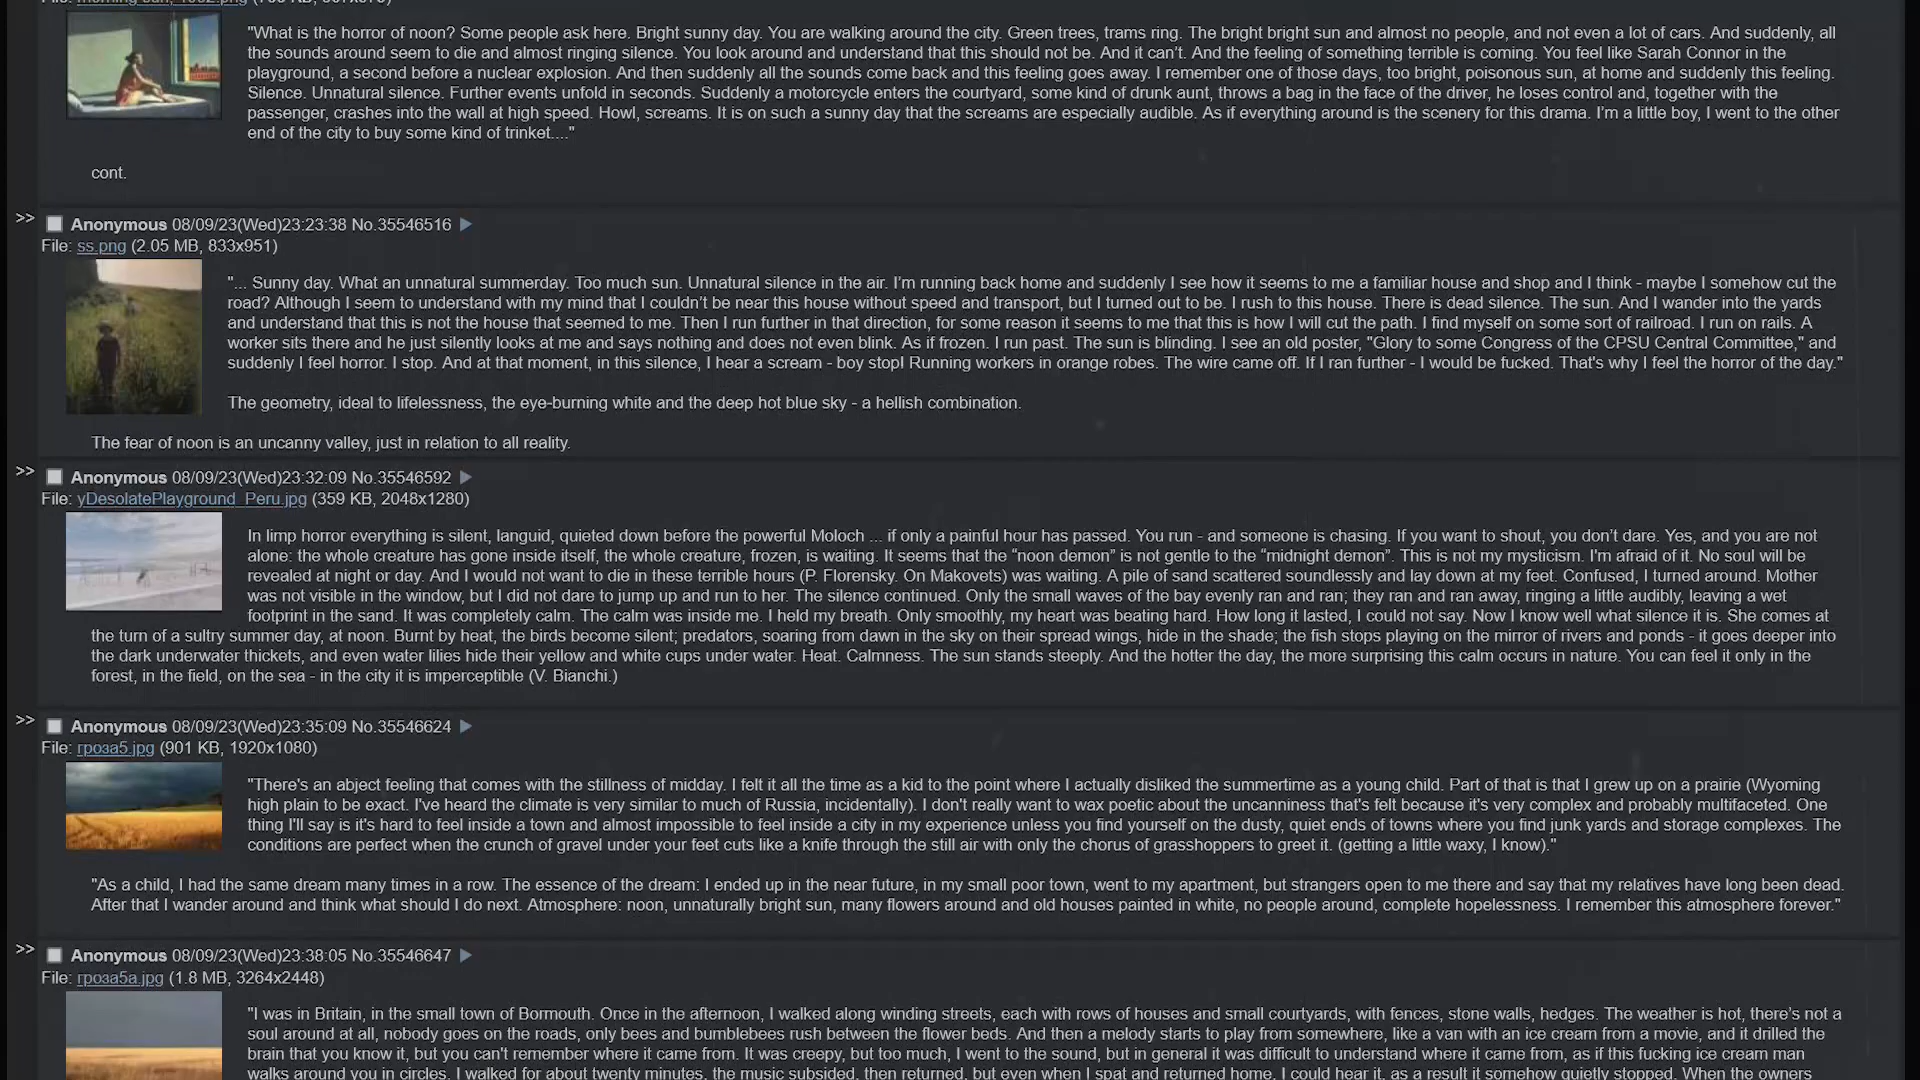 File: morning-sun, 1952.png
"What is the horror of noon? Some people ask here. Bright sunny day. You are walking around the city. Green trees, trams ring. The bright bright sun and almost no people, and not even a lot of cars. And suddenly, all
the sounds around seem to die and almost ringing silence. You look around and understand that this should not be. And it can't. And the feeling of something terrible is coming. You feel like Sarah Connor in the
playground, a second before a nuclear explosion. And then suddenly all the sounds come back and this feeling goes away. I remember one of those days, too bright, poisonous sun, at home and suddenly this feeling.
Silence. Unnatural silence. Further events unfold in seconds. Suddenly a motorcycle enters the courtyard, some kind of drunk aunt, throws a bag in the face of the driver, he loses control and, together with the
passenger, crashes into the wall at high speed. Howl, screams. It is on such a sunny day that the screams are especially audible. As if everything around is the scenery for this drama. I'm a little boy, I went to the other
end of the city to buy some kind of trinket...."
cont.
>> Anonymous 08/09/23(Wed)23:23:38 No.35546516
File: ss.png (2.05 MB, 833x951)
"... Sunny day. What an unnatural summerday. Too much sun. Unnatural silence in the air. I'm running back home and suddenly I see how it seems to me a familiar house and shop and I think - maybe I somehow cut the
road? Although I seem to understand with my mind that I couldn't be near this house without speed and transport, but I turned out to be. I rush to this house. There is dead silence. The sun. And I wander into the yards
and understand that this is not the house that seemed to me. Then I run further in that direction, for some reason it seems to me that this is how I will cut the path. I find myself on some sort of railroad. I run on rails. A
worker sits there and he just silently looks at me and says nothing and does not even blink. As if frozen. I run past. The sun is blinding. I see an old poster, "Glory to some Congress of the CPSU Central Committee," and
suddenly I feel horror. I stop. And at that moment, in this silence, I hear a scream - boy stop! Running workers in orange robes. The wire came off. If I ran further - I would be fucked. That's why I feel the horror of the day."
The geometry, ideal to lifelessness, the eye-burning white and the deep hot blue sky - a hellish combination.
The fear of noon is an uncanny valley, just in relation to all reality.
>> Anonymous 08/09/23(Wed)23:32:09 No.35546592
File: yDesolatePlayground_Peru.jpg (359 KB, 2048x1280)
In limp horror everything is silent, languid, quieted down before the powerful Moloch ... if only a painful hour has passed. You run - and someone is chasing. If you want to shout, you don't dare. Yes, and you are not
alone: the whole creature has gone inside itself, the whole creature, frozen, is waiting. It seems that the “noon demon” is not gentle to the “midnight demon”. This is not my mysticism. I'm afraid of it. No soul will be
revealed at night or day. And I would not want to die in these terrible hours (P. Florensky. On Makovets) was waiting. A pile of sand scattered soundlessly and lay down at my feet. Confused, I turned around. Mother
was not visible in the window, but I did not dare to jump up and run to her. The silence continued. Only the small waves of the bay evenly ran and ran; they ran and ran away, ringing a little audibly, leaving a wet
footprint in the sand. It was completely calm. The calm was inside me. I held my breath. Only smoothly, my heart was beating hard. How long it lasted, I could not say. Now I know well what silence it is. She comes at
the turn of a sultry summer day, at noon. Burnt by heat, the birds become silent; predators, soaring from dawn in the sky on their spread wings, hide in the shade; the fish stops playing on the mirror of rivers and ponds - it goes deeper into
the dark underwater thickets, and even water lilies hide their yellow and white cups under water. Heat. Calmness. The sun stands steeply. And the hotter the day, the more surprising this calm occurs in nature. You can feel it only in the
forest, in the field, on the sea - in the city it is imperceptible (V. Bianchi.)
>> Anonymous 08/09/23(Wed)23:35:09 No.35546624
File: гроза5.jpg (901 KB, 1920x1080)
"There's an abject feeling that comes with the stillness of midday. I felt it all the time as a kid to the point where I actually disliked the summertime as a young child. Part of that is that I grew up on a prairie (Wyoming
high plain to be exact. I've heard the climate is very similar to much of Russia, incidentally). I don't really want to wax poetic about the uncanniness that's felt because it's very complex and probably multifaceted. One
thing I'll say is it's hard to feel inside a town and almost impossible to feel inside a city in my experience unless you find yourself on the dusty, quiet ends of towns where you find junk yards and storage complexes. The
conditions are perfect when the crunch of gravel under your feet cuts like a knife through the still air with only the chorus of grasshoppers to greet it. (getting a little waxy, I know)."
"As a child, I had the same dream many times in a row. The essence of the dream: I ended up in the near future, in my small poor town, went to my apartment, but strangers open to me there and say that my relatives have long been dead.
After that I wander around and think what should I do next. Atmosphere: noon, unnaturally bright sun, many flowers around and old houses painted in white, no people around, complete hopelessness. I remember this atmosphere forever."
>> Anonymous 08/09/23(Wed)23:38:05 No.35546647
File: гроза5а.jpg (1.8 MB, 3264x2448)
"I was in Britain, in the small town of Bormouth. Once in the afternoon, I walked along winding streets, each with rows of houses and small courtyards, with fences, stone walls, hedges. The weather is hot, there's not a
soul around at all, nobody goes on the roads, only bees and bumblebees rush between the flower beds. And then a melody starts to play from somewhere, like a van with an ice cream from a movie, and it drilled the
brain that you know it, but you can't remember where it came from. It was creepy, but too much, I went to the sound, but in general it was difficult to understand where it came from, as if this fucking ice cream man
walks around you in circles. I walked for about twenty minutes, the music subsided, then returned, but even when I spat and returned home, I could hear it, as a result it somehow quietly stopped. When the owners